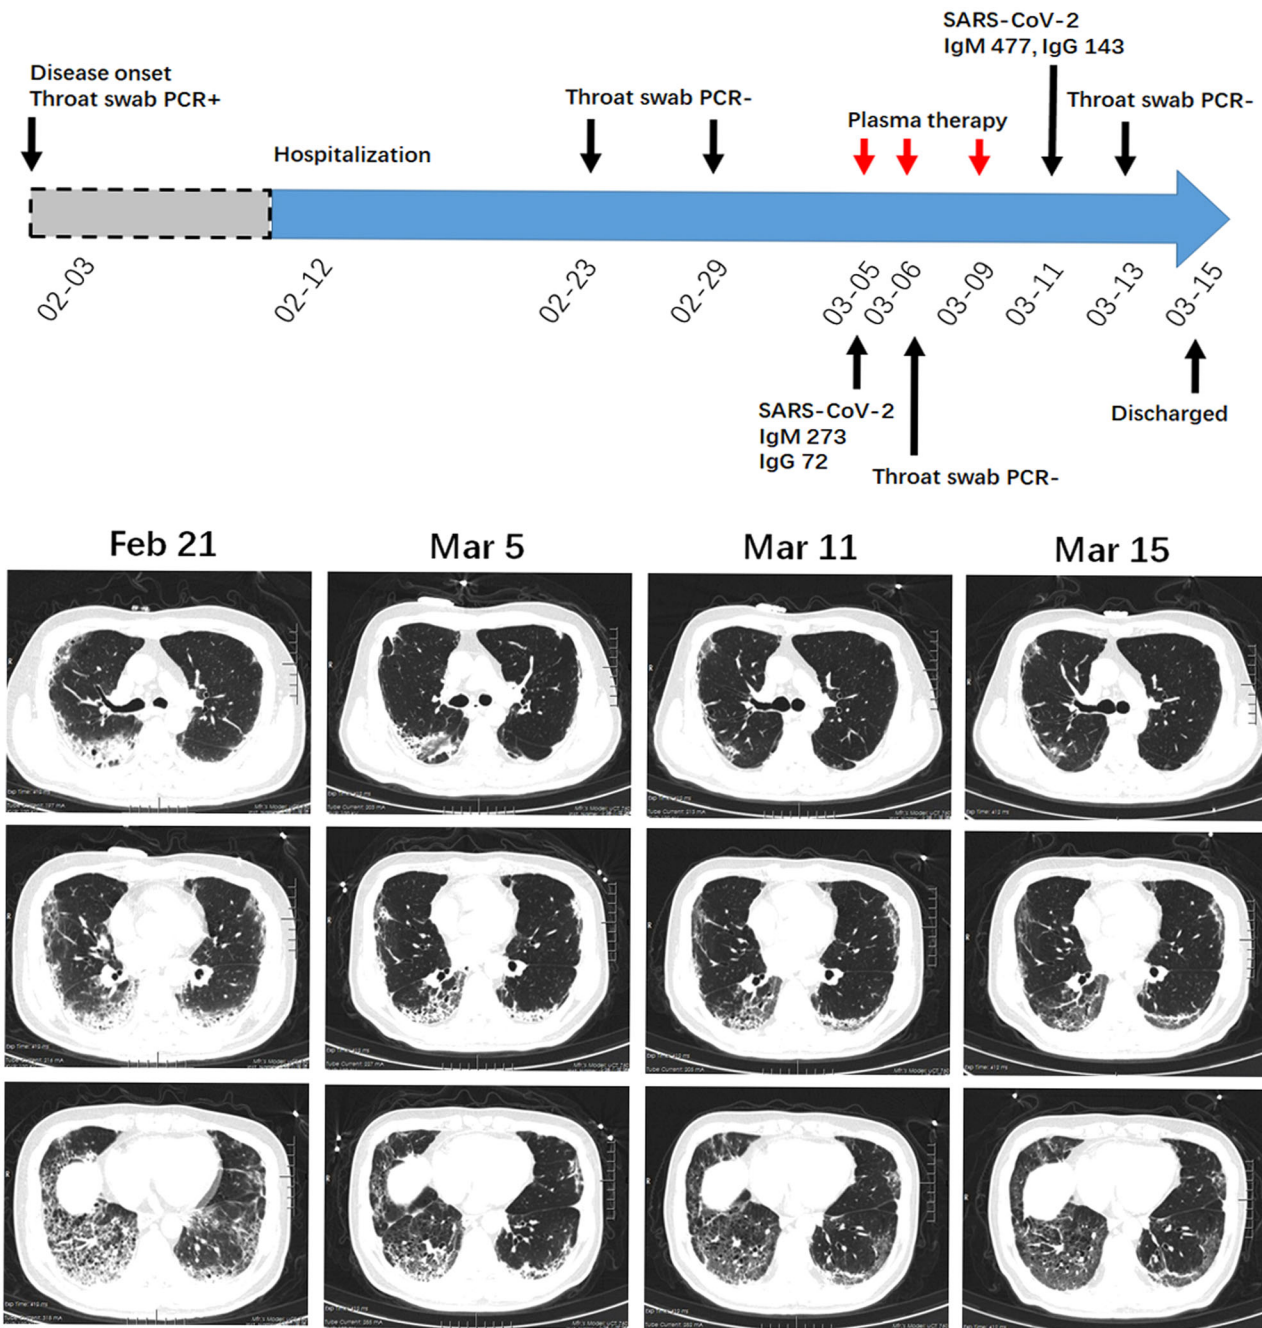 SARS-CoV-2
IgM 477, IgG 143
Disease onset
Throat swab PCR+
Throat swab PCR-
Throat swab PCR-
Plasma therapy
Hospitalization
02-03
02-12
02-23
02-29
03-05
03-06
03-09
03-11
03-13
03-15
SARS-CoV-2
IgM 273
IgG 72
Throat swab PCR-
Discharged
Feb 21
Mar 5
Mar 11
Mar 15